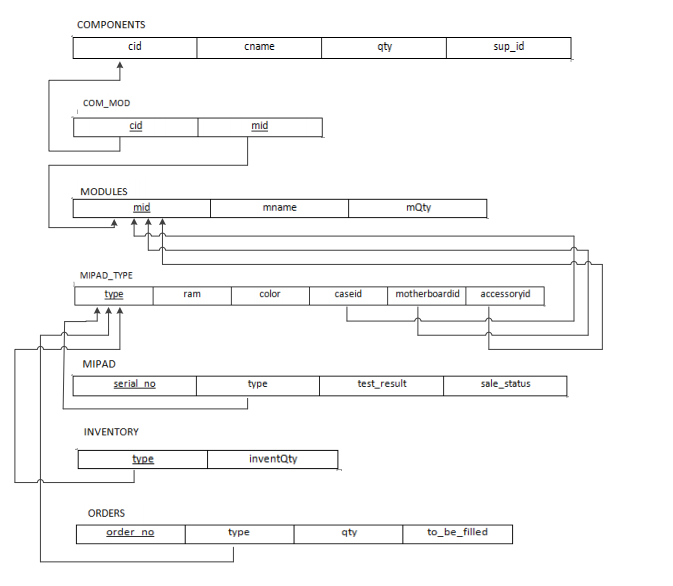 COMPONENTS
cid cname qty sup_id
COM_MOD
cid mid
MODULES
mid mname mQty
MIPAD_TYPE
type ram color caseid motherboardid accessoryid
MIPAD
serial_no type test_result sale_status
INVENTORY
type inventQty
ORDERS
order_no type qty to_be_filled